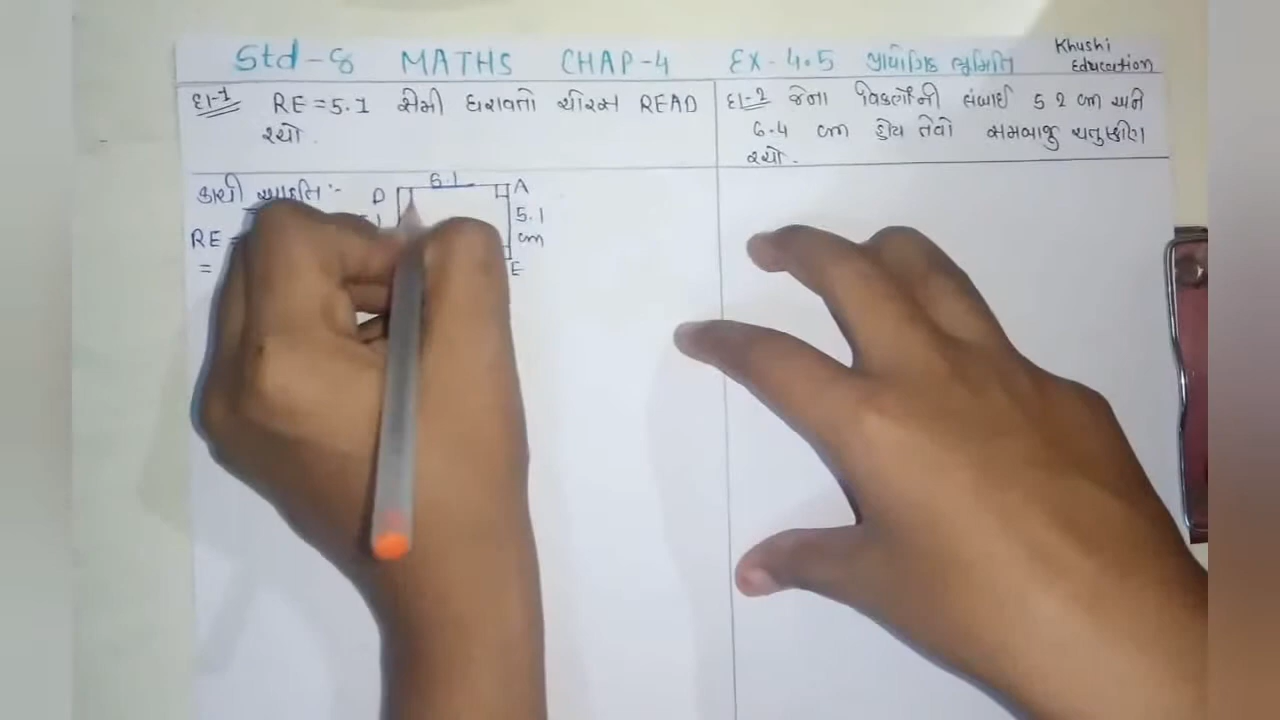 Std-8 MATHS CHAP-4 EX-4.5 પ્રાયોગિક ભૂમિતિ
Khushi
Education
દા-1 RE=5.1 સેમી ધરાવતો ચોરસ READ
રચો.
દા-2 જેના વિકર્ણોની લંબાઈ 5.2 cm અને
6.4 cm હોય તેવો સમબાજુ ચતુષ્કોણ
રચો.
કાચી આકૃતિ:-
D 5.1 A
5.1
RE =
cm
=
E